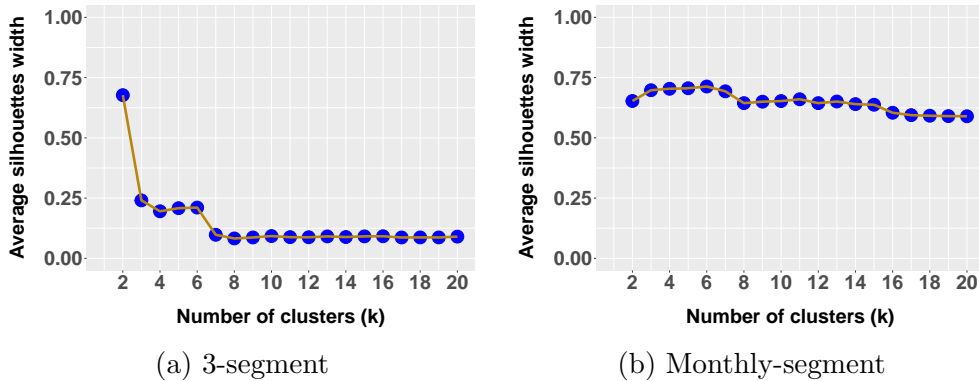 Average silhouettes width
1.00
0.75
0.50
0.25
0.00
2 4 6 8 10 12 14 16 18 20
Number of clusters (k)
(a) 3-segment
Average silhouettes width
1.00
0.75
0.50
0.25
0.00
2 4 6 8 10 12 14 16 18 20
Number of clusters (k)
(b) Monthly-segment